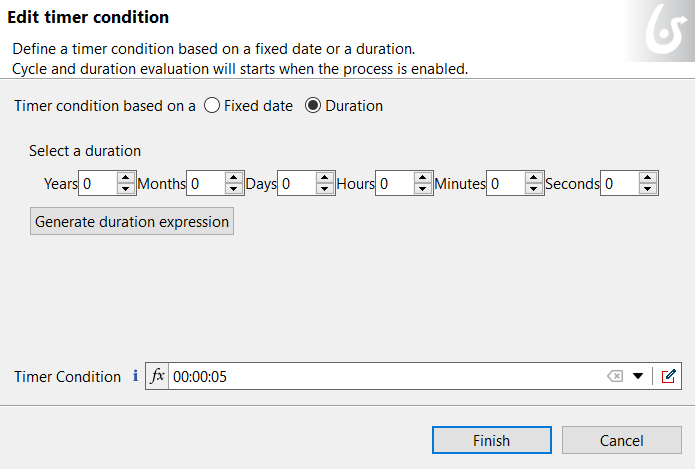 Edit timer condition
Define a timer condition based on a fixed date or a duration.
Cycle and duration evaluation will starts when the process is enabled.
Timer condition based on a Fixed date Duration
Select a duration
Years 0 Months 0 Days 0 Hours 0 Minutes 0 Seconds 0
Generate duration expression
Timer Condition i fx 00:00:05
Finish Cancel